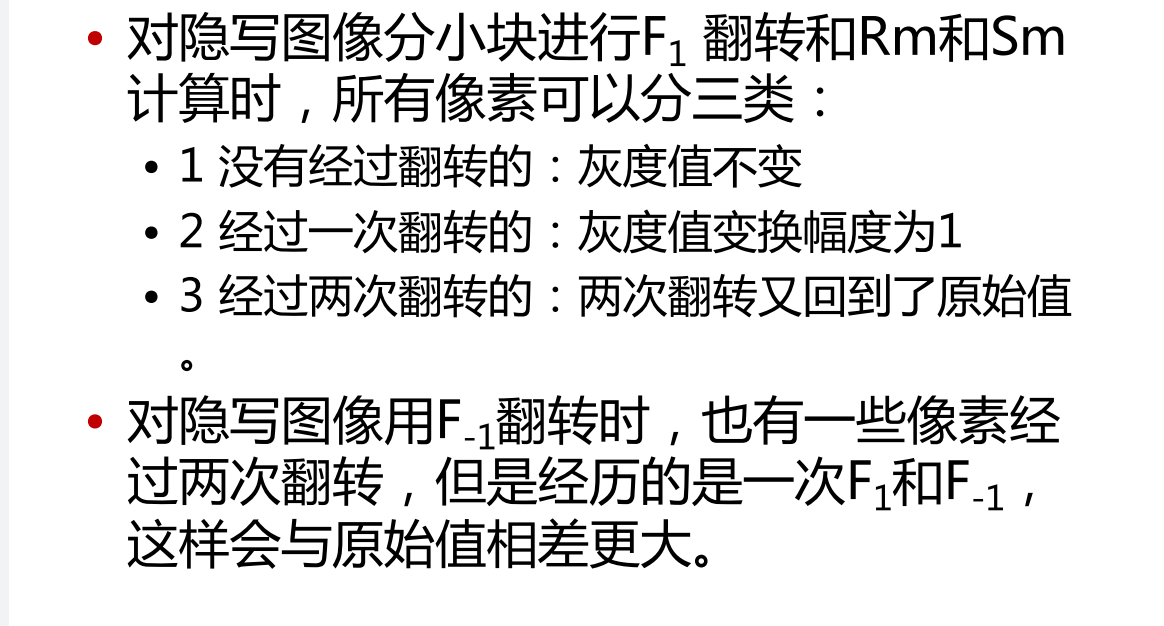 • 对隐写图像分小块进行F₁ 翻转和Rm和Sm
计算时，所有像素可以分三类：
• 1 没有经过翻转的：灰度值不变
• 2 经过一次翻转的：灰度值变换幅度为1
• 3 经过两次翻转的：两次翻转又回到了原始值
。
• 对隐写图像用F₋₁翻转时，也有一些像素经
过两次翻转，但是经历的是一次F₁和F₋₁，
这样会与原始值相差更大。